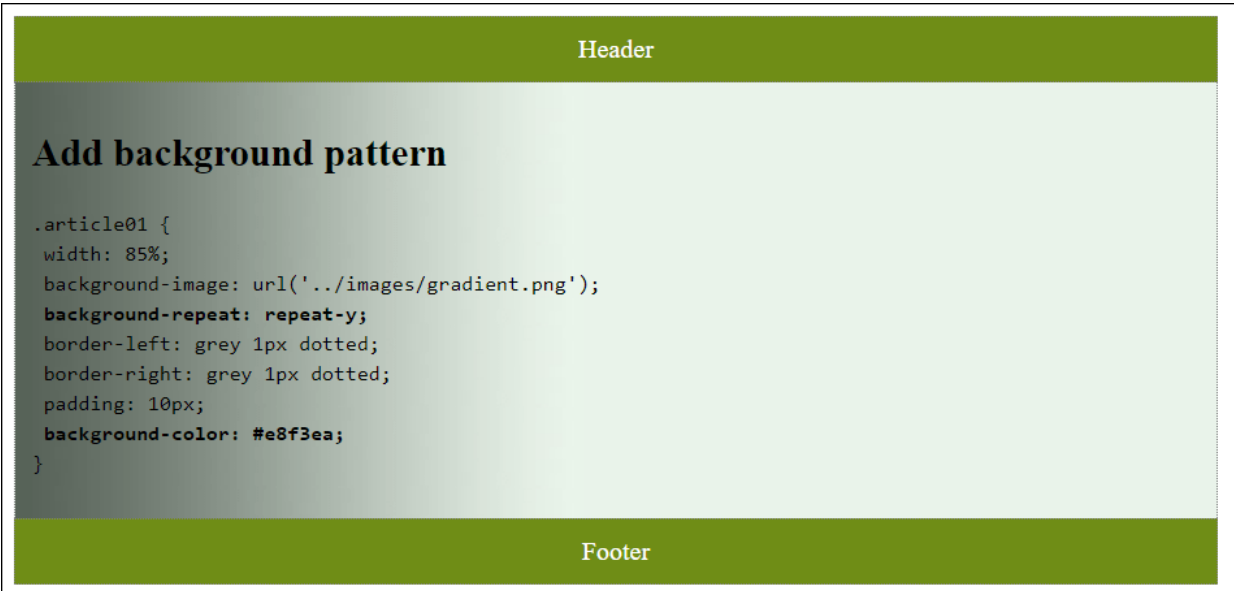 Header
Add background pattern
.article01 {
width: 85%;
background-image: url('../images/gradient.png');
background-repeat: repeat-y;
border-left: grey 1px dotted;
border-right: grey 1px dotted;
padding: 10px;
background-color: #e8f3ea;
}
Footer